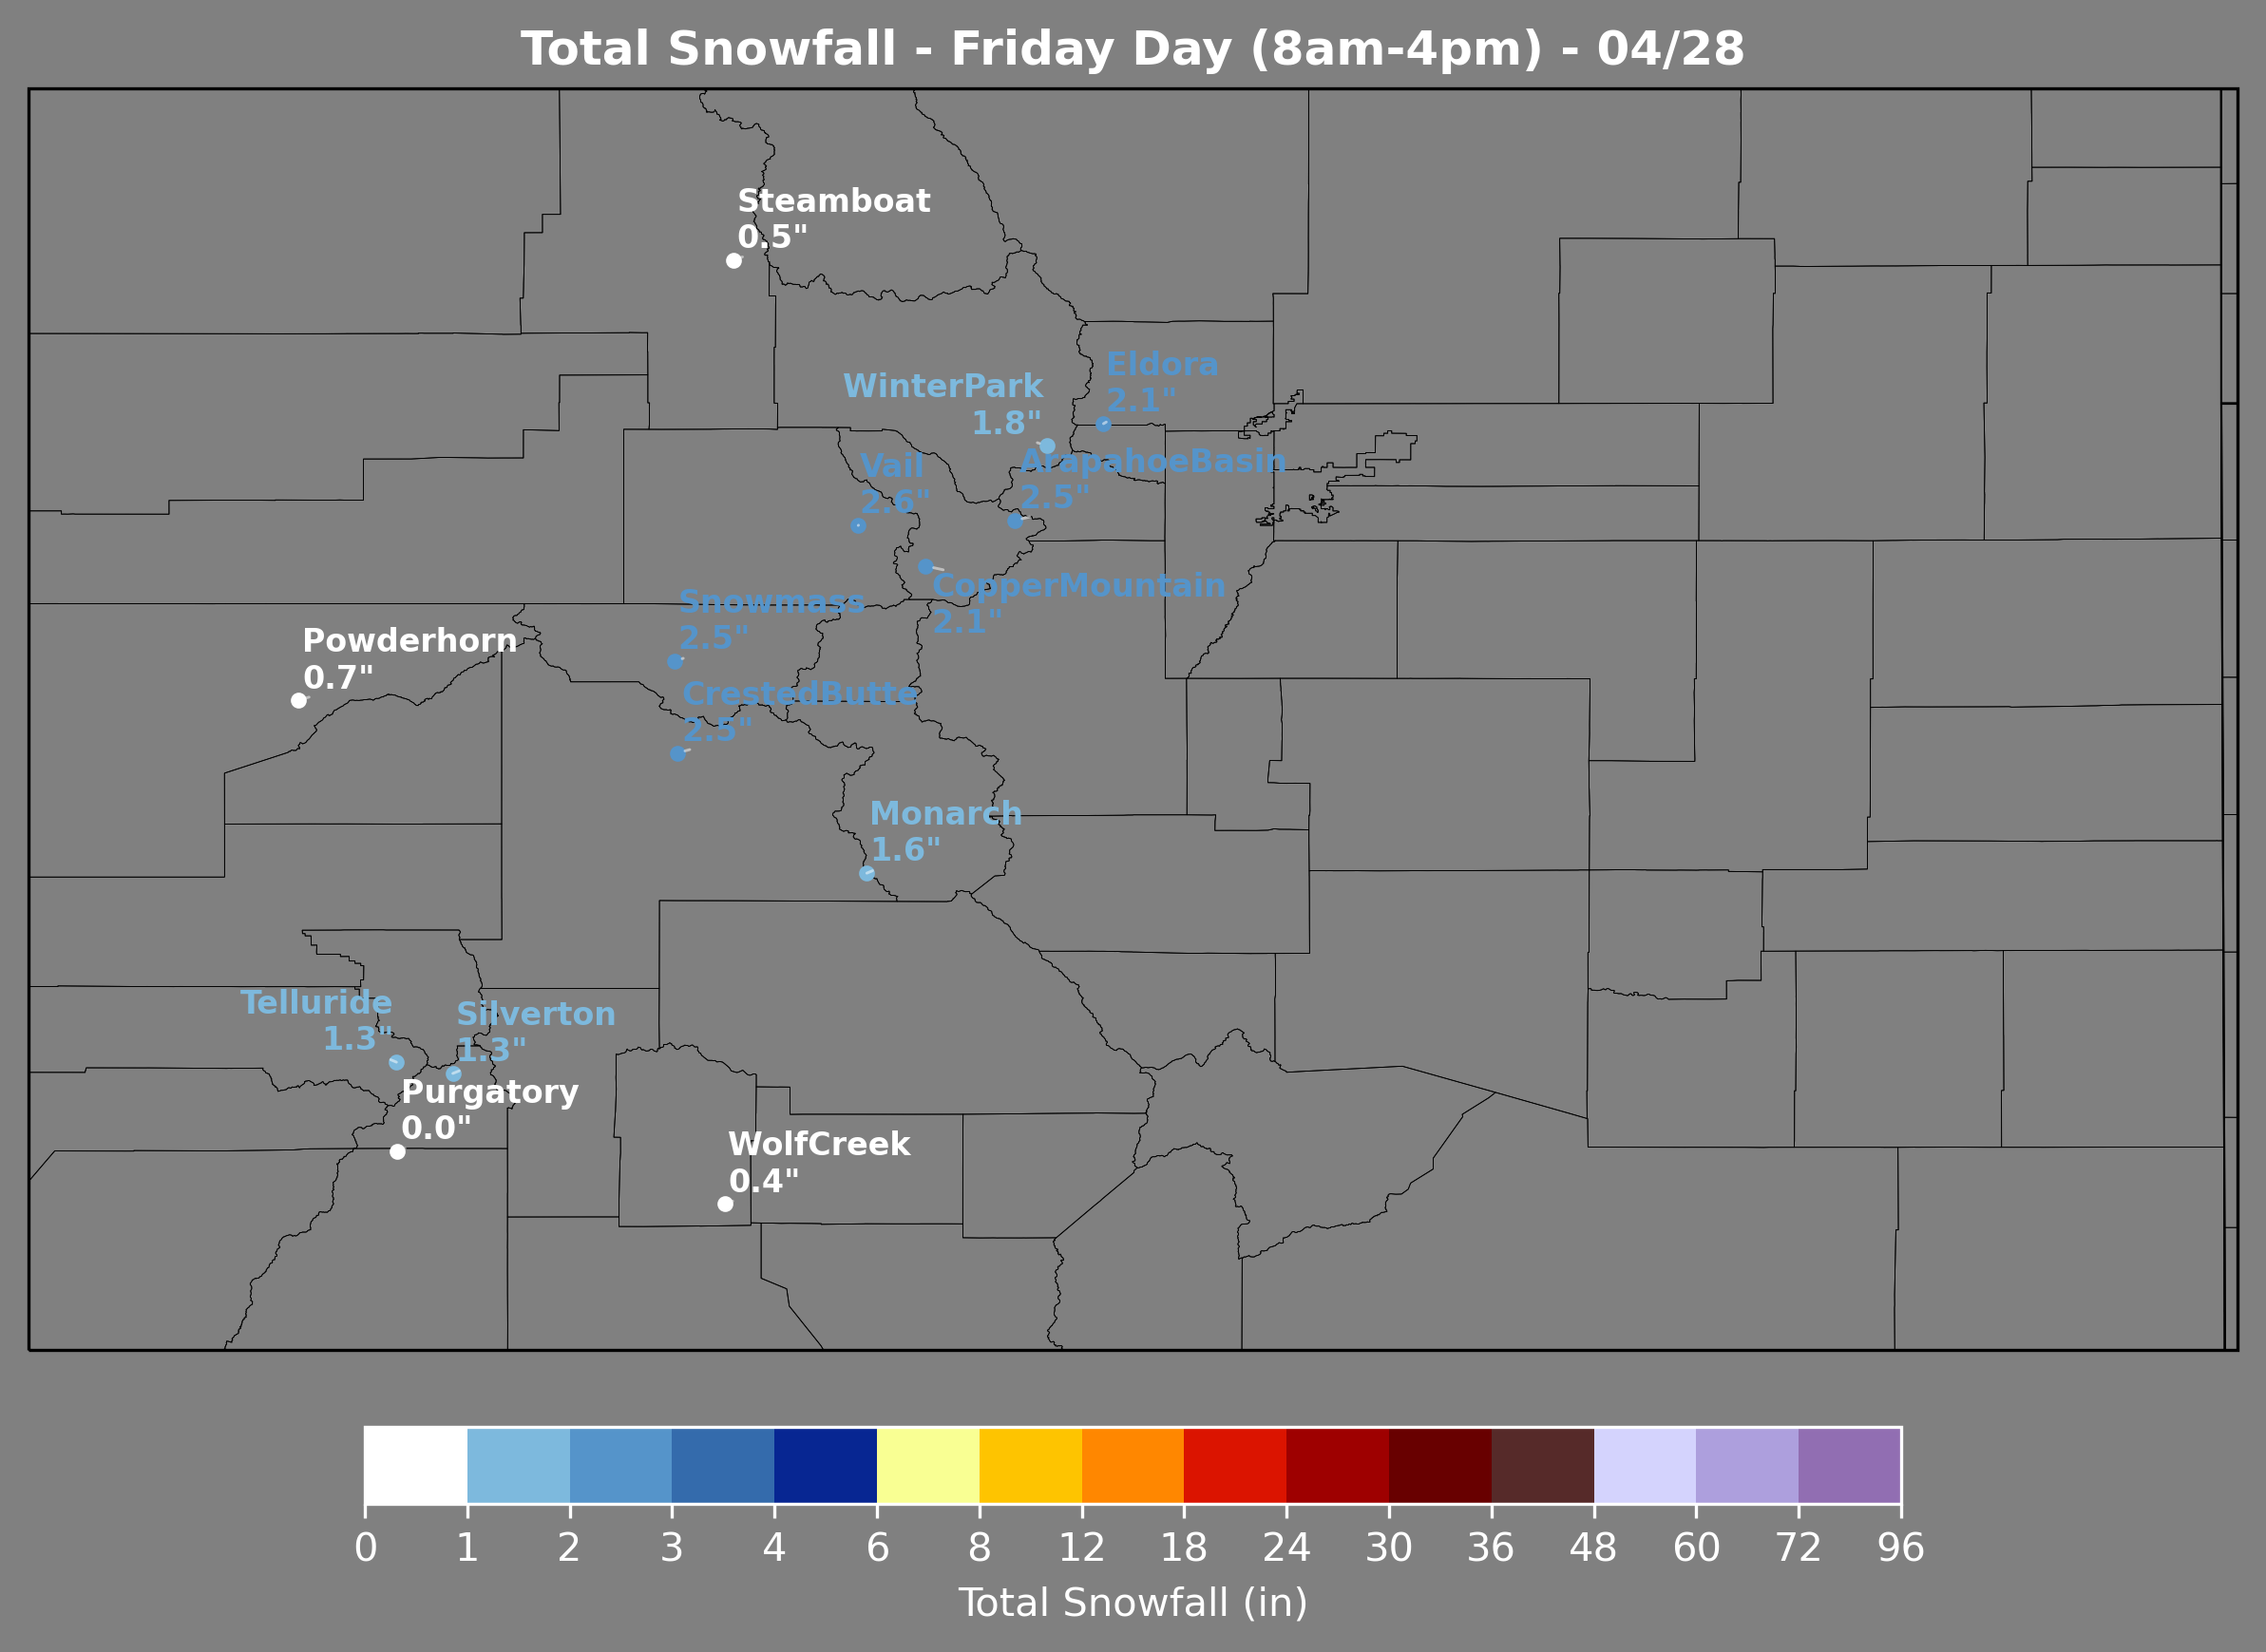 Total Snowfall - Friday Day (8am-4pm) - 04/28
Steamboat
0.5"
Eldora
2.1"
WinterPark
1.8"
ArapahoeBasin
2.5"
Vail
2.6"
CopperMountain
2.1"
Snowmass
2.5"
Powderhorn
0.7"
CrestedButte
2.5"
Monarch
1.6"
Telluride
1.3"
Silverton
1.3"
Purgatory
0.0"
WolfCreek
0.4"
0 1 2 3 4 6 8 12 18 24 30 36 48 60 72 96
Total Snowfall (in)